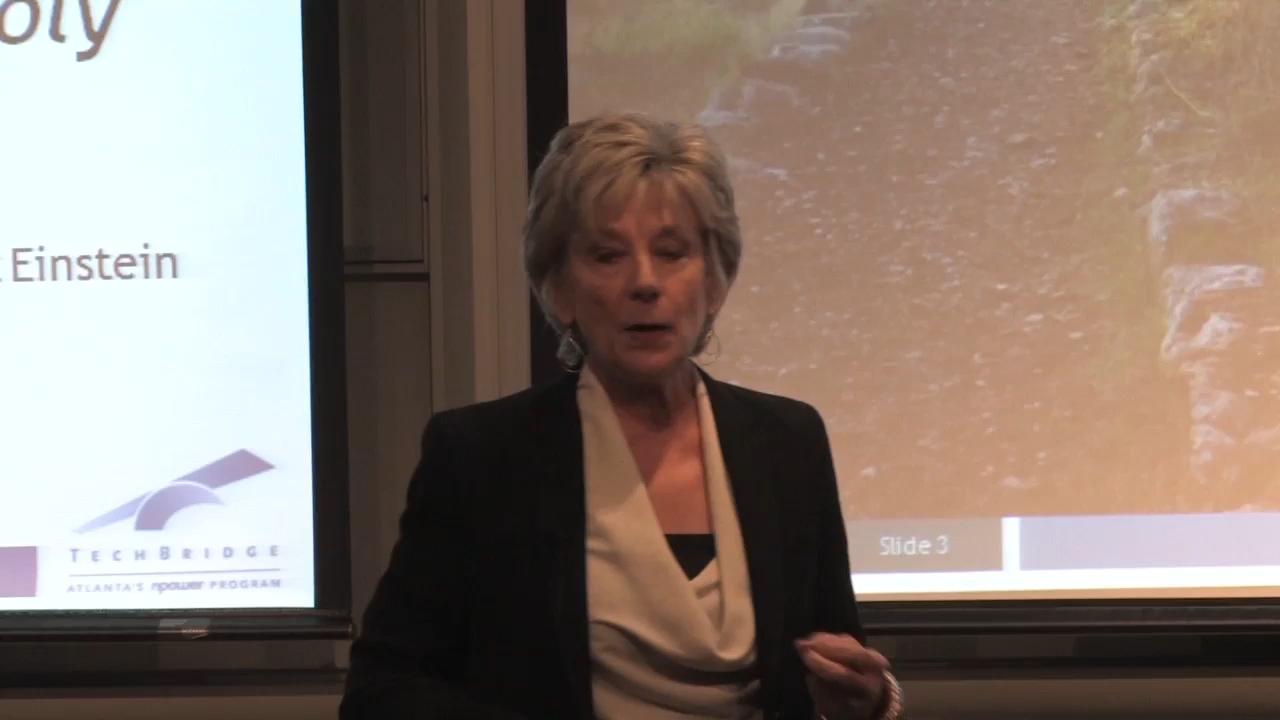 oly
Einstein
TECHBRIDGE
ATLANTA'S npower PROGRAM
Slide 3